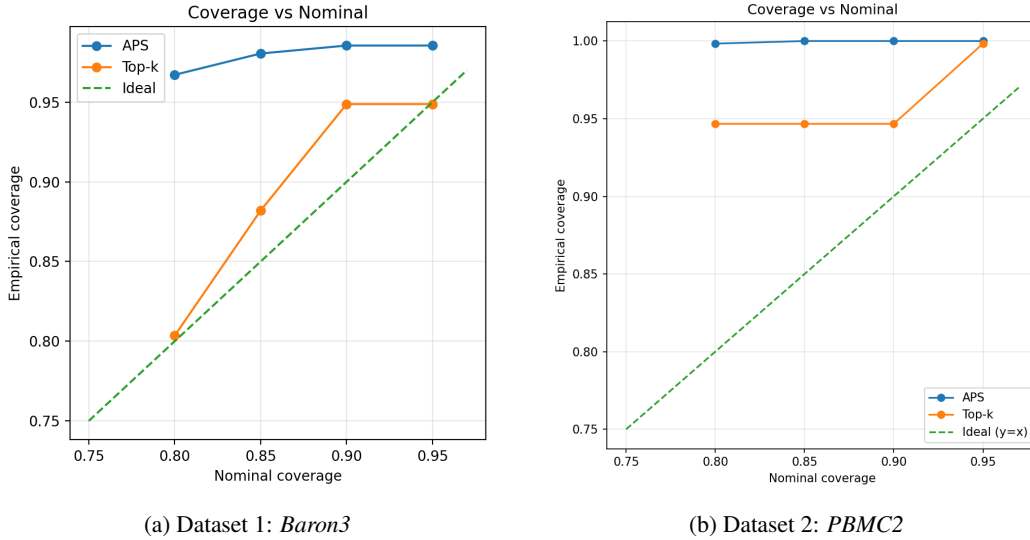 Coverage vs Nominal
APS
Top-k
Ideal
0.95
0.90
0.85
0.80
0.75
Empirical coverage
0.75 0.80 0.85 0.90 0.95
Nominal coverage
(a) Dataset 1: Baron3
Coverage vs Nominal
1.00
0.95
0.90
0.85
0.80
0.75
Empirical coverage
APS
Top-k
Ideal (y=x)
0.75 0.80 0.85 0.90 0.95
Nominal coverage
(b) Dataset 2: PBMC2